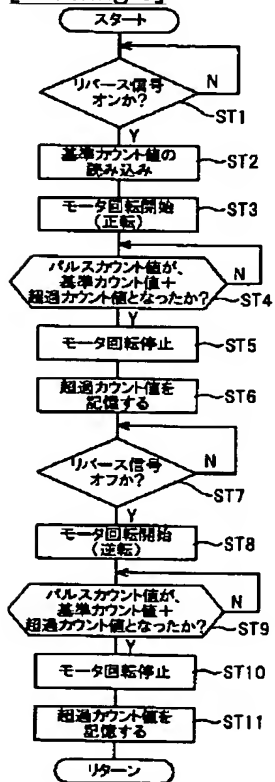 スタート
リバース信号
オンか?
N
ST1
Y
基準カウント値の
読み込み
ST2
モータ回転開始
(正転)
ST3
パルスカウント値が、
基準カウント値+
超過カウント値となったか?
N
ST4
Y
モータ回転停止
ST5
超過カウント値を
記憶する
ST6
リバース信号
オフか?
N
ST7
Y
モータ回転開始
(逆転)
ST8
パルスカウント値が、
基準カウント値+
超過カウント値となったか?
N
ST9
Y
モータ回転停止
ST10
超過カウント値を
記憶する
ST11
リターン